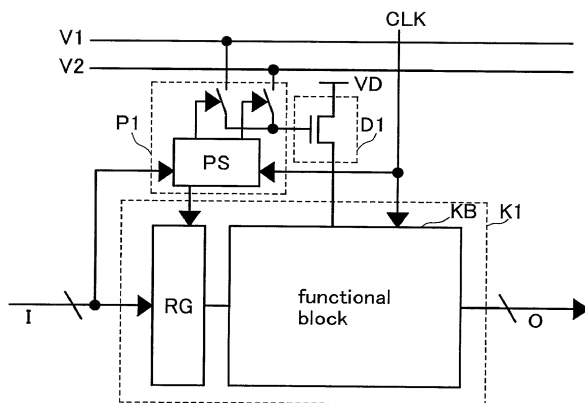 CLK
V1
V2
VD
P1
D1
PS
KB
K1
RG
functional
block
I
O